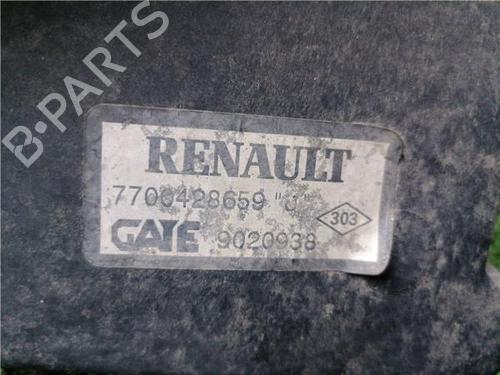 B-PARTS
RENAULT
7700428659 "J"
303
GATE 9020938